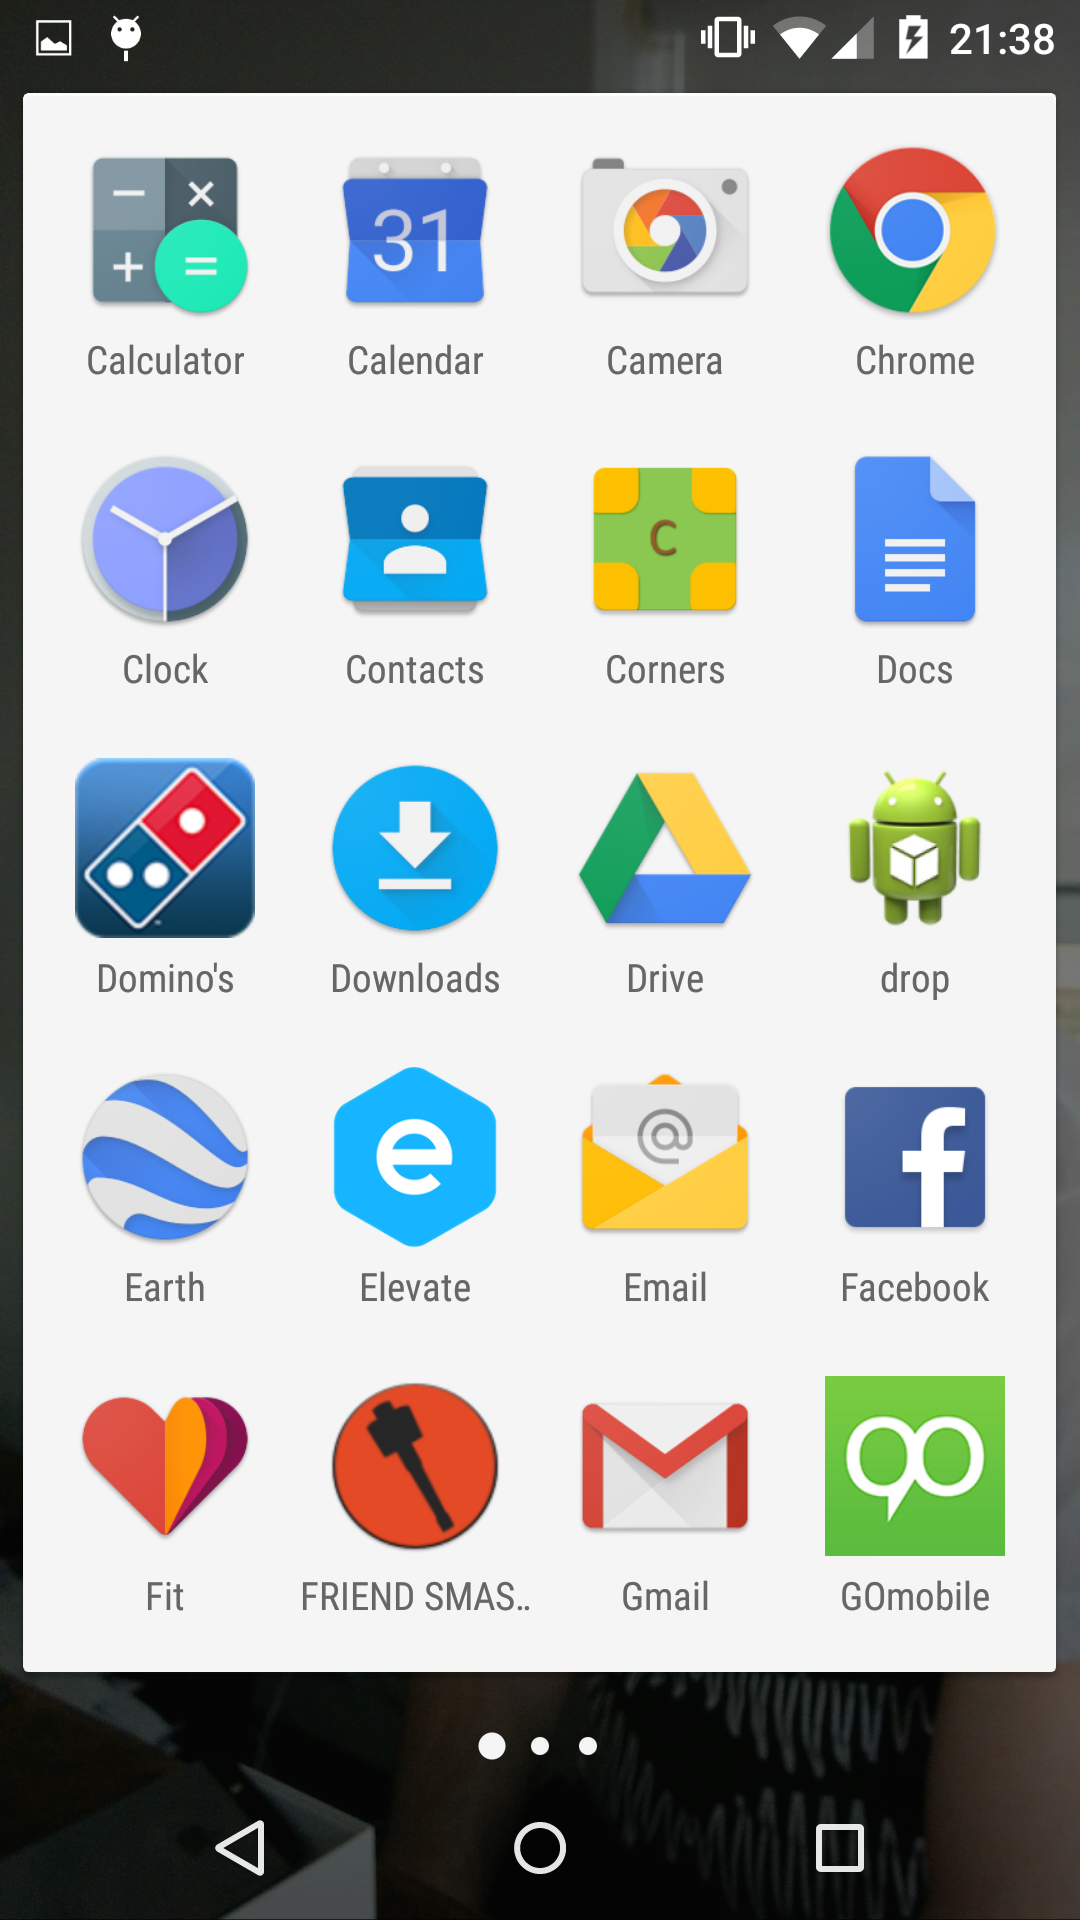 21:38
31
Calculator Calendar Camera Chrome
C
Clock Contacts Corners Docs
Domino's Downloads Drive drop
e @ f
Earth Elevate Email Facebook
go
Fit FRIEND SMAS.. Gmail GOmobile